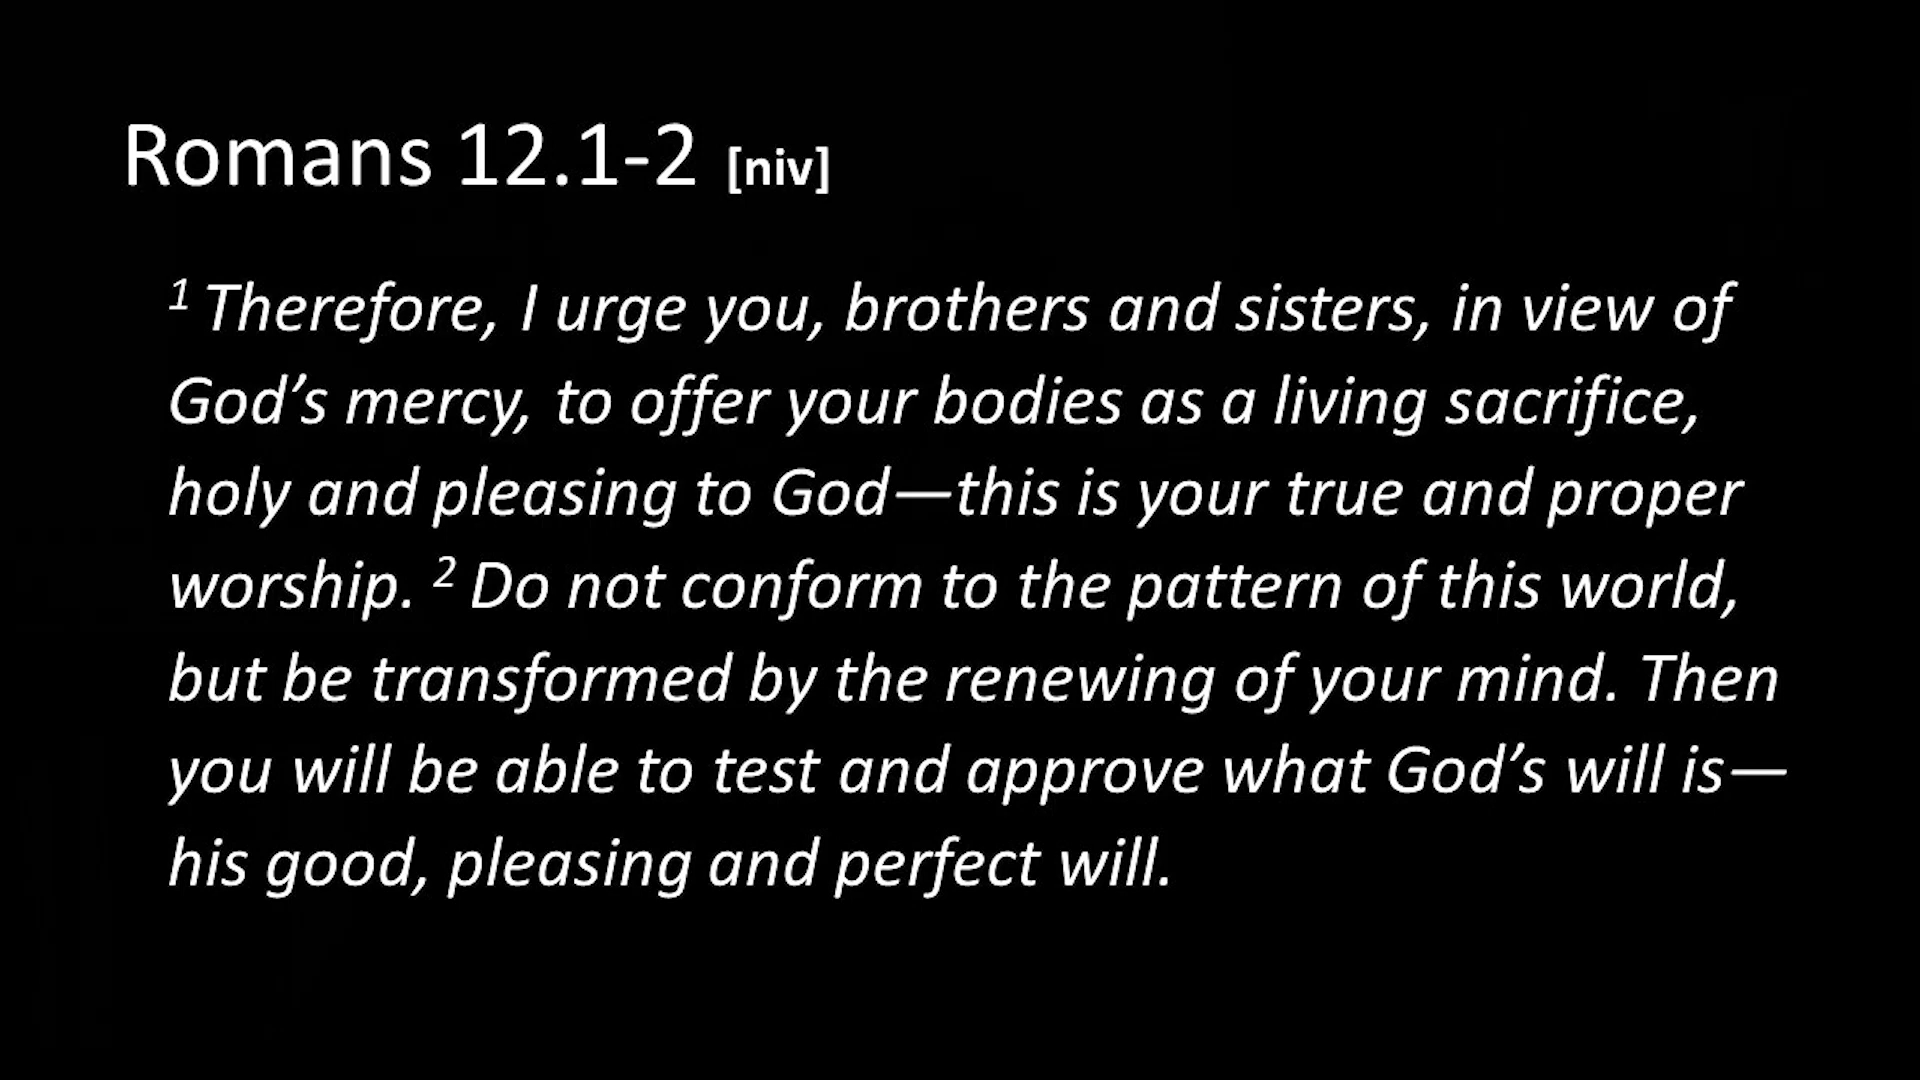 Romans 12.1-2 [niv]
1 Therefore, I urge you, brothers and sisters, in view of
God’s mercy, to offer your bodies as a living sacrifice,
holy and pleasing to God—this is your true and proper
worship. 2 Do not conform to the pattern of this world,
but be transformed by the renewing of your mind. Then
you will be able to test and approve what God’s will is—
his good, pleasing and perfect will.